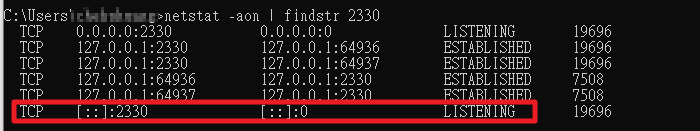 C:\Users\>netstat -aon | findstr 2330
TCP 0.0.0.0:2330 0.0.0.0:0 LISTENING 19696
TCP 127.0.0.1:2330 127.0.0.1:64936 ESTABLISHED 19696
TCP 127.0.0.1:2330 127.0.0.1:64937 ESTABLISHED 19696
TCP 127.0.0.1:64936 127.0.0.1:2330 ESTABLISHED 7508
TCP 127.0.0.1:64937 127.0.0.1:2330 ESTABLISHED 7508
TCP [::]:2330 [::]:0 LISTENING 19696